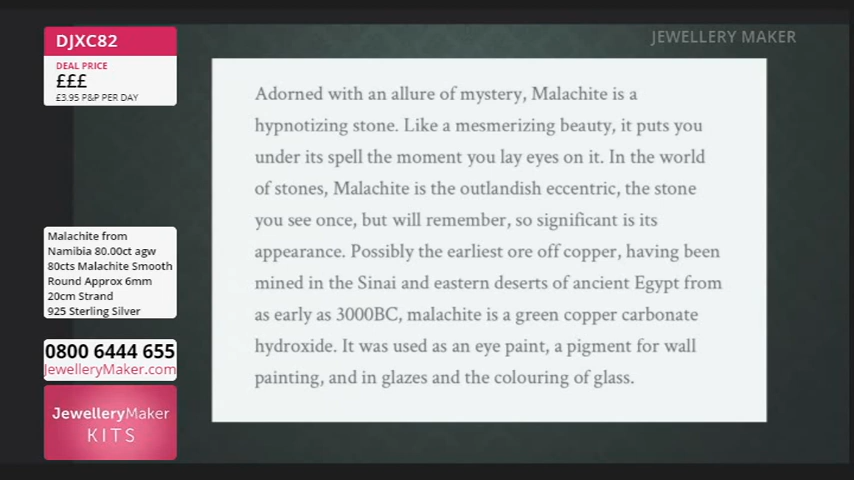 DJXC82
DEAL PRICE
£££
£3.95 P&P PER DAY
JEWELLERY MAKER
Adorned with an allure of mystery, Malachite is a
hypnotizing stone. Like a mesmerizing beauty, it puts you
under its spell the moment you lay eyes on it. In the world
of stones, Malachite is the outlandish eccentric, the stone
you see once, but will remember, so significant is its
appearance. Possibly the earliest ore off copper, having been
mined in the Sinai and eastern deserts of ancient Egypt from
as early as 3000BC, malachite is a green copper carbonate
hydroxide. It was used as an eye paint, a pigment for wall
painting, and in glazes and the colouring of glass.
Malachite from
Namibia 80.00ct agw
80cts Malachite Smooth
Round Approx 6mm
20cm Strand
925 Sterling Silver
0800 6444 655
JewelleryMaker.com
JewelleryMaker
KITS